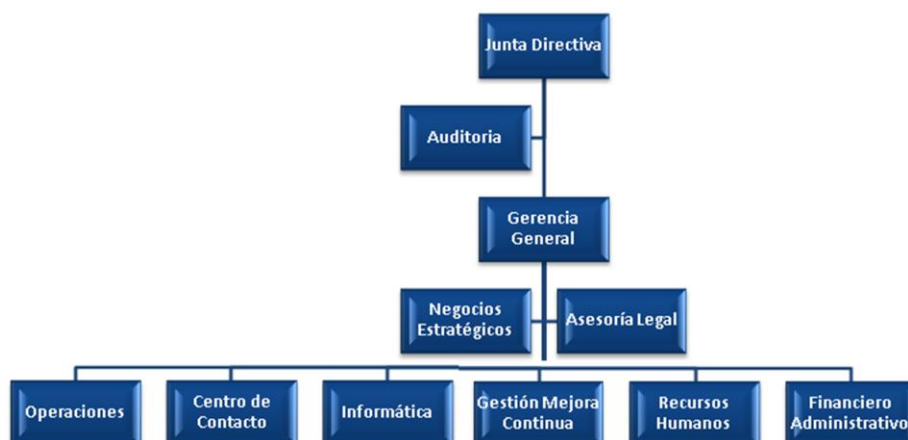 Junta Directiva
Auditoria
Gerencia
General
Negocios
Estratégicos
Asesoría Legal
Operaciones
Centro de
Contacto
Informática
Gestión Mejora
Continua
Recursos
Humanos
Financiero
Administrativo